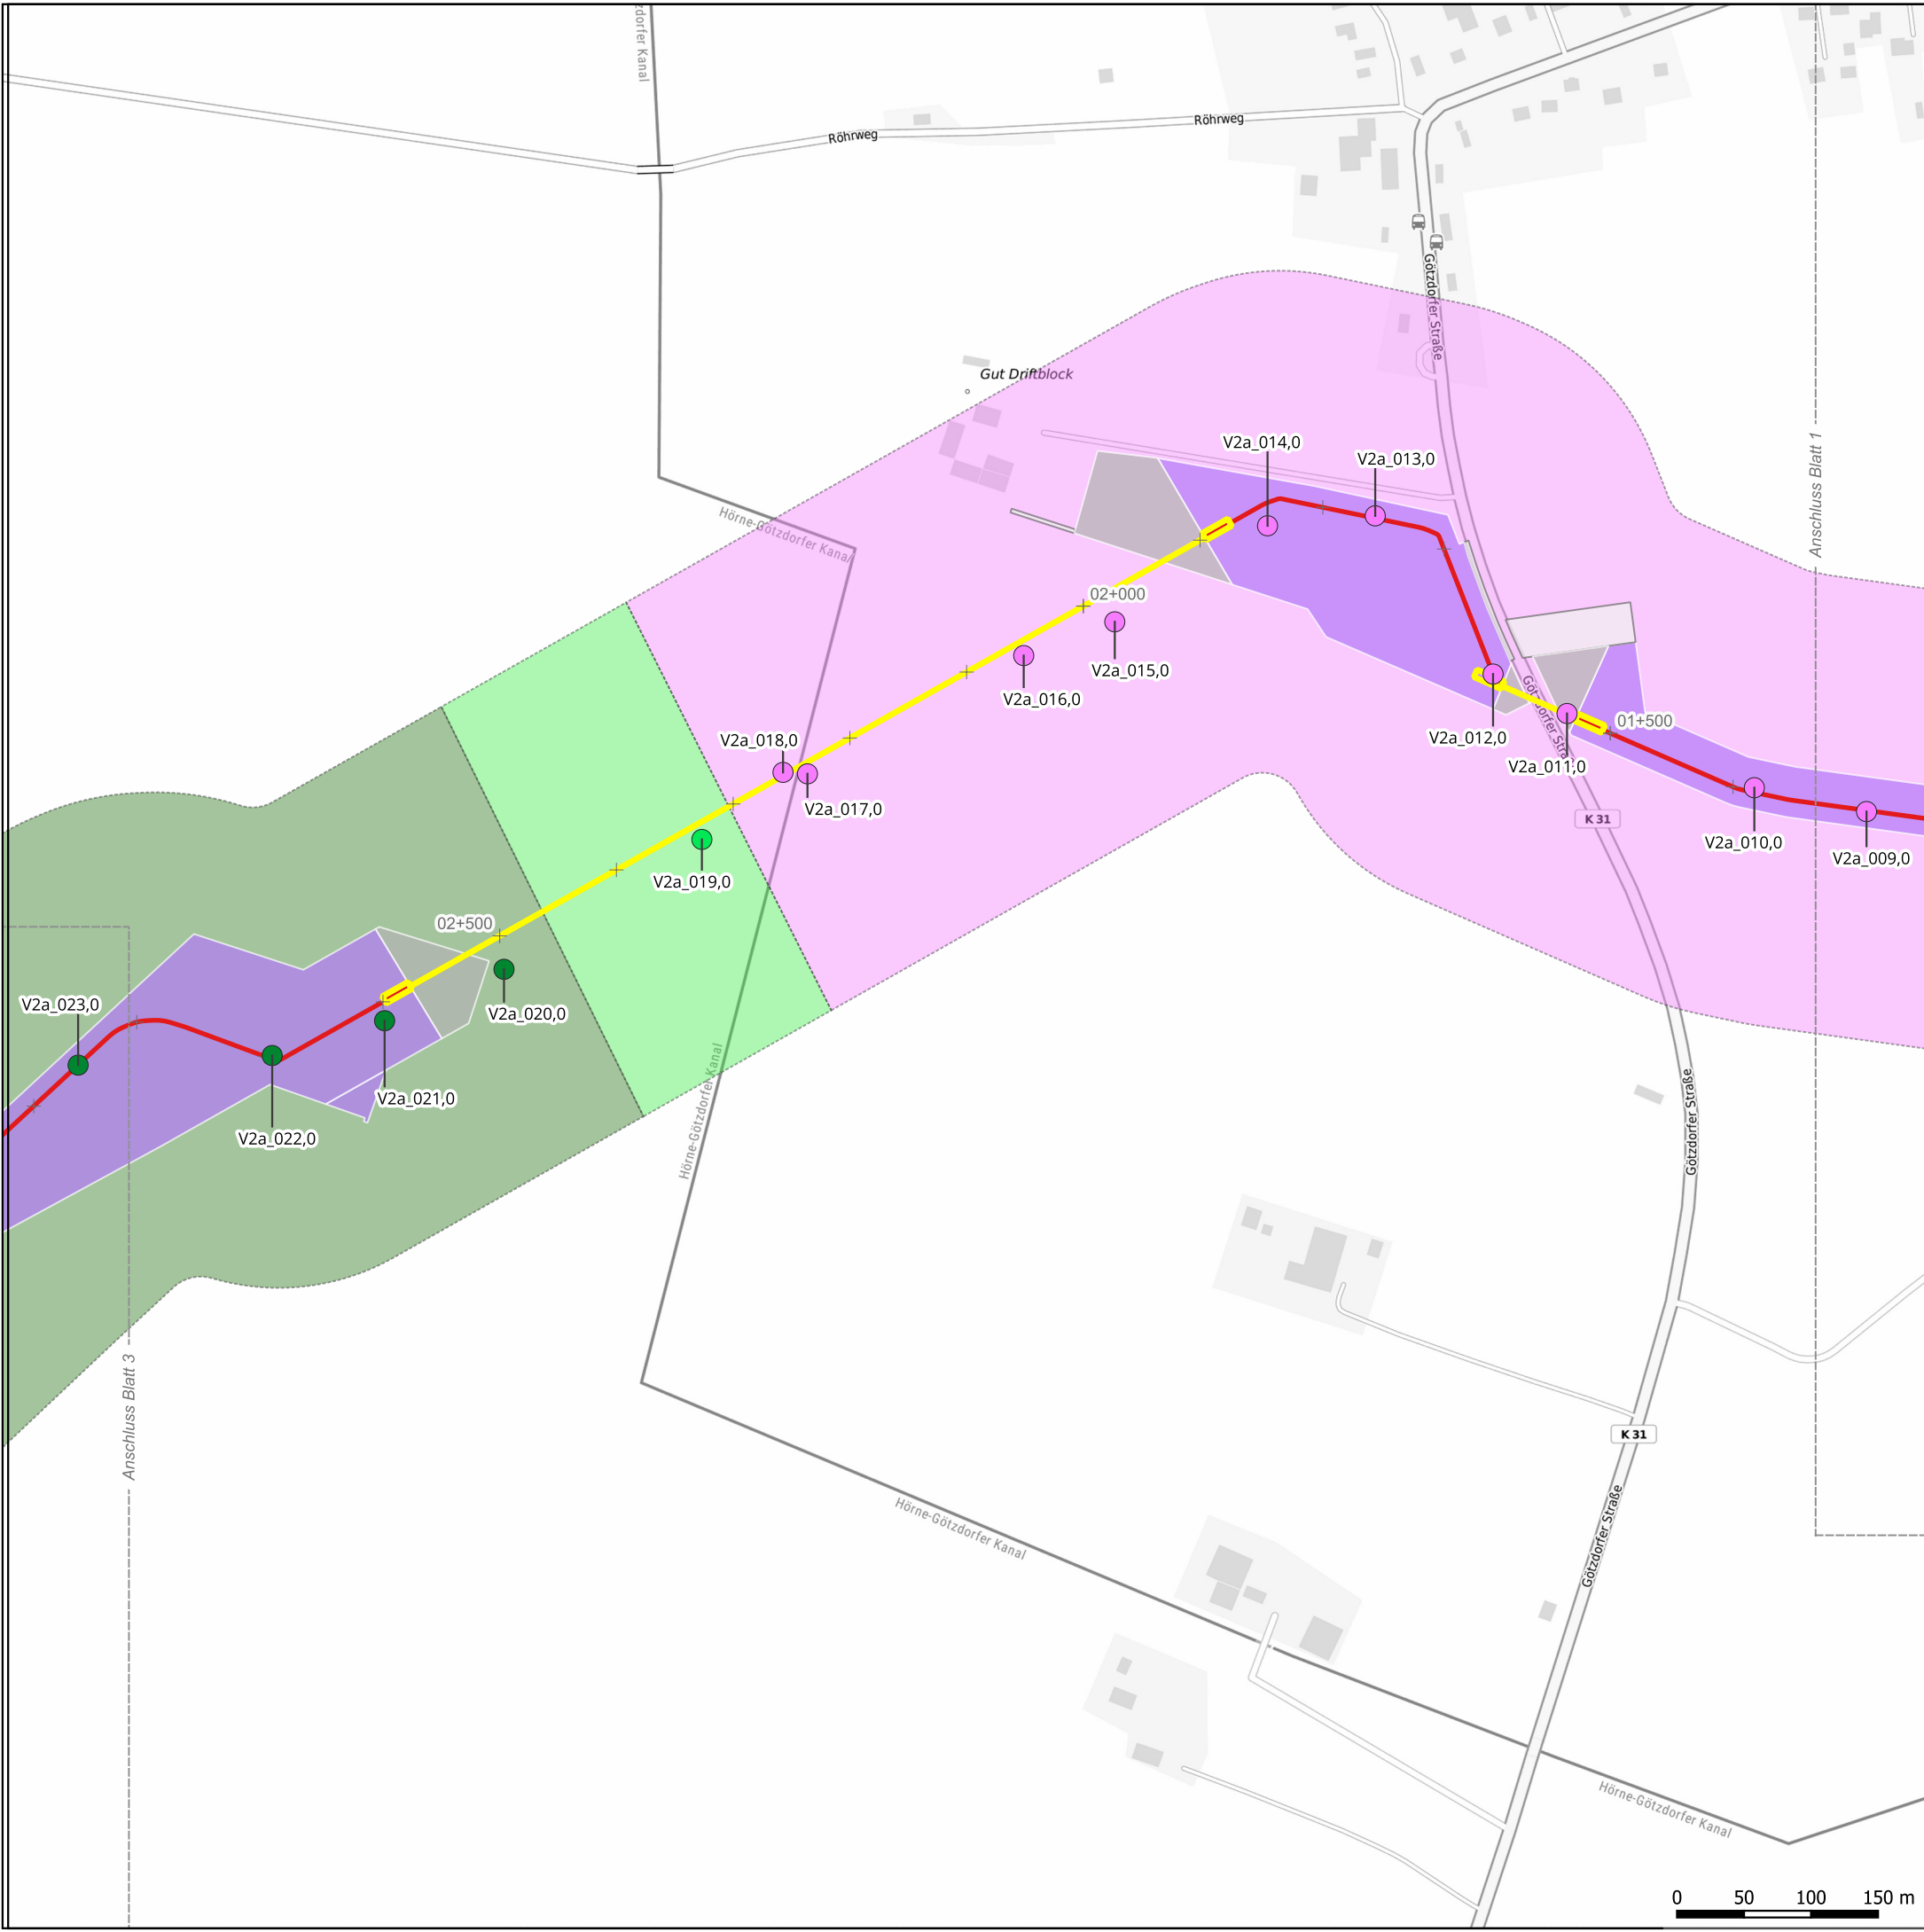 Röhrweg
Röhrweg
Götzdorfer Straße
Gut Driftblock
Anschluss Blatt 1
V2a_014,0
V2a_013,0
Hörne-Götzdorfer Kanal
02+000
V2a_015,0
V2a_016,0
V2a_012,0
01+500
V2a_011,0
V2a_018,0
V2a_017,0
K 31
V2a_010,0
V2a_009,0
V2a_019,0
02+500
V2a_023,0
V2a_020,0
V2a_021,0
V2a_022,0
Hörne-Götzdorfer Kanal
Götzdorfer Straße
Anschluss Blatt 3
K 31
Hörne-Götzdorfer Kanal
Götzdorfer Straße
Hörne-Götzdorfer Kanal
0 50 100 150 m